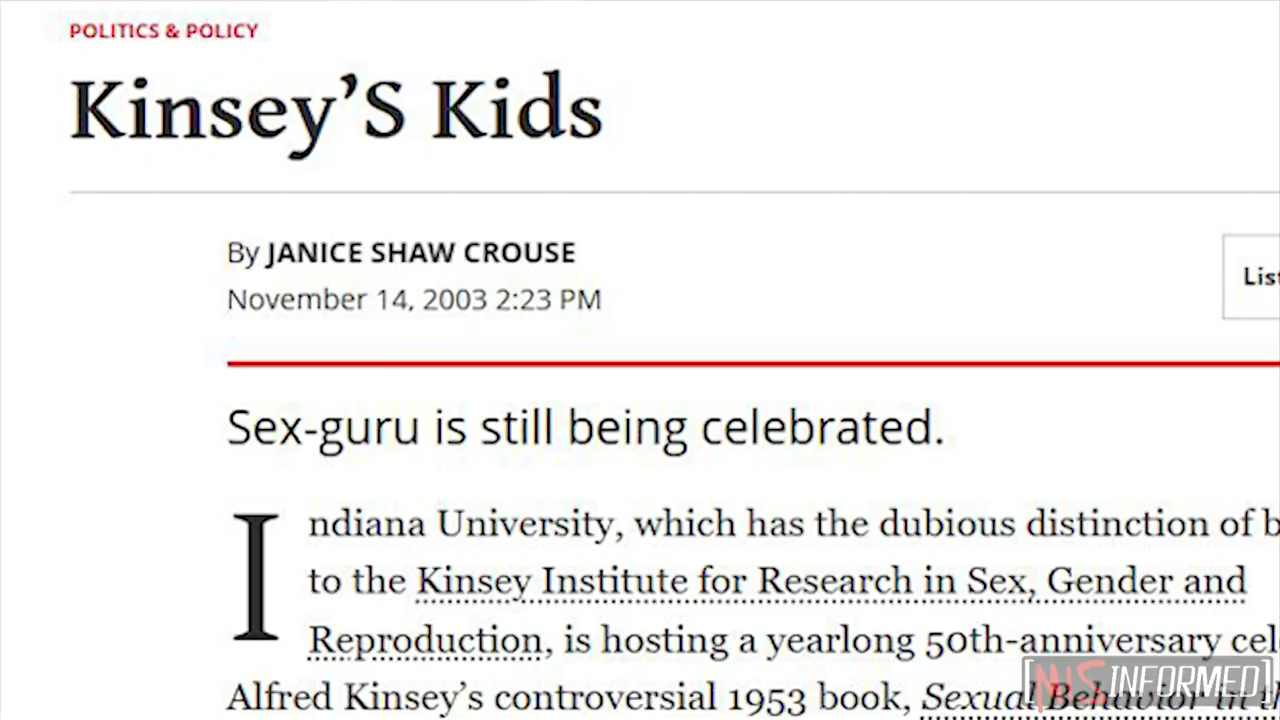 POLITICS & POLICY
Kinsey’S Kids
By JANICE SHAW CROUSE
November 14, 2003 2:23 PM
Sex-guru is still being celebrated.
Indiana University, which has the dubious distinction of
to the Kinsey Institute for Research in Sex, Gender and
Reproduction, is hosting a yearlong 50th-anniversary
Alfred Kinsey’s controversial 1953 book, Sexual Behavior in
INFORMED